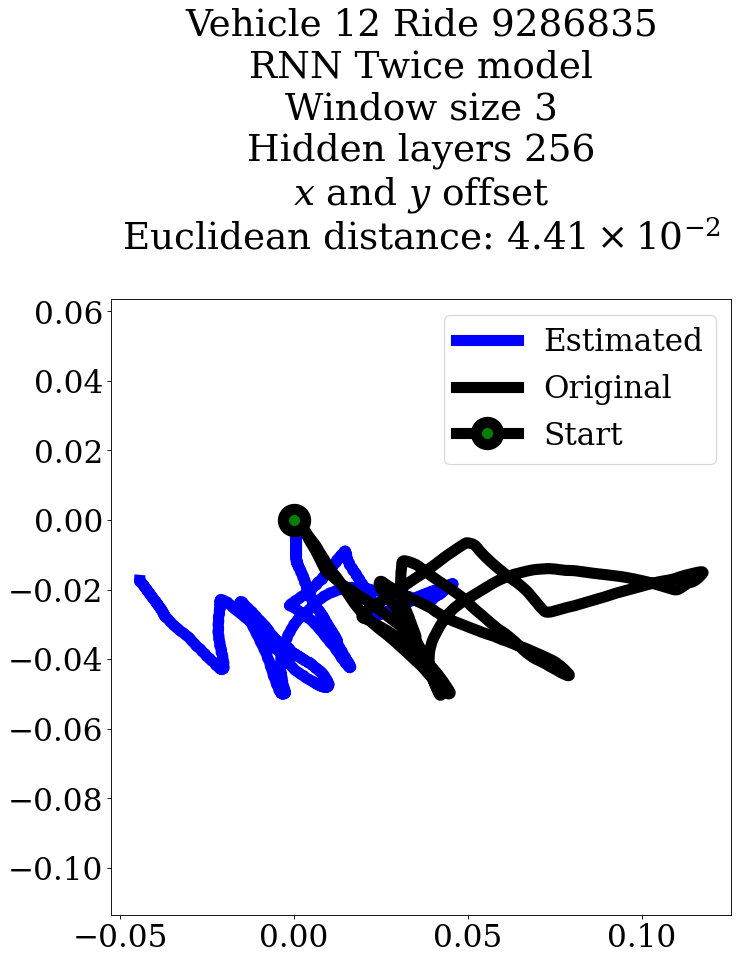 Vehicle 12 Ride 9286835
RNN Twice model
Window size 3
Hidden layers 256
x and y offset
Euclidean distance: 4.41 × 10⁻²
Estimated
Original
Start
0.06
0.04
0.02
0.00
−0.02
−0.04
−0.06
−0.08
−0.10
−0.05 0.00 0.05 0.10